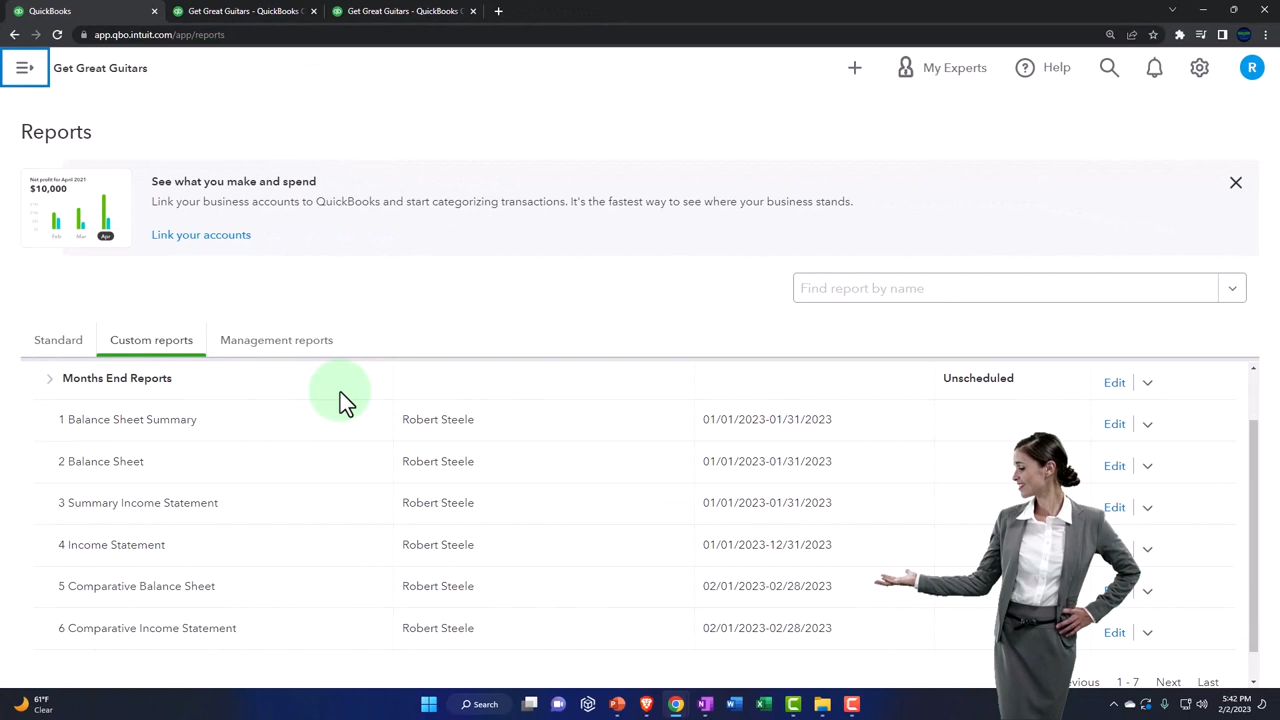 QuickBooks
Get Great Guitars - QuickBooks C
Get Great Guitars - QuickBooks C
app.qbo.intuit.com/app/reports
Get Great Guitars
My Experts
Help
R
Reports
Net profit for April 2021
$10,000
Feb
Mar
Apr
See what you make and spend
Link your business accounts to QuickBooks and start categorizing transactions. It's the fastest way to see where your business stands.
Link your accounts
Find report by name
Standard
Custom reports
Management reports
Months End Reports
Unscheduled
Edit
1 Balance Sheet Summary
Robert Steele
01/01/2023-01/31/2023
Edit
2 Balance Sheet
Robert Steele
01/01/2023-01/31/2023
Edit
3 Summary Income Statement
Robert Steele
01/01/2023-01/31/2023
Edit
4 Income Statement
Robert Steele
01/01/2023-12/31/2023
5 Comparative Balance Sheet
Robert Steele
02/01/2023-02/28/2023
6 Comparative Income Statement
Robert Steele
02/01/2023-02/28/2023
Edit
evious
1 - 7
Next
Last
61°F
Clear
Search
5:42 PM
2/2/2023